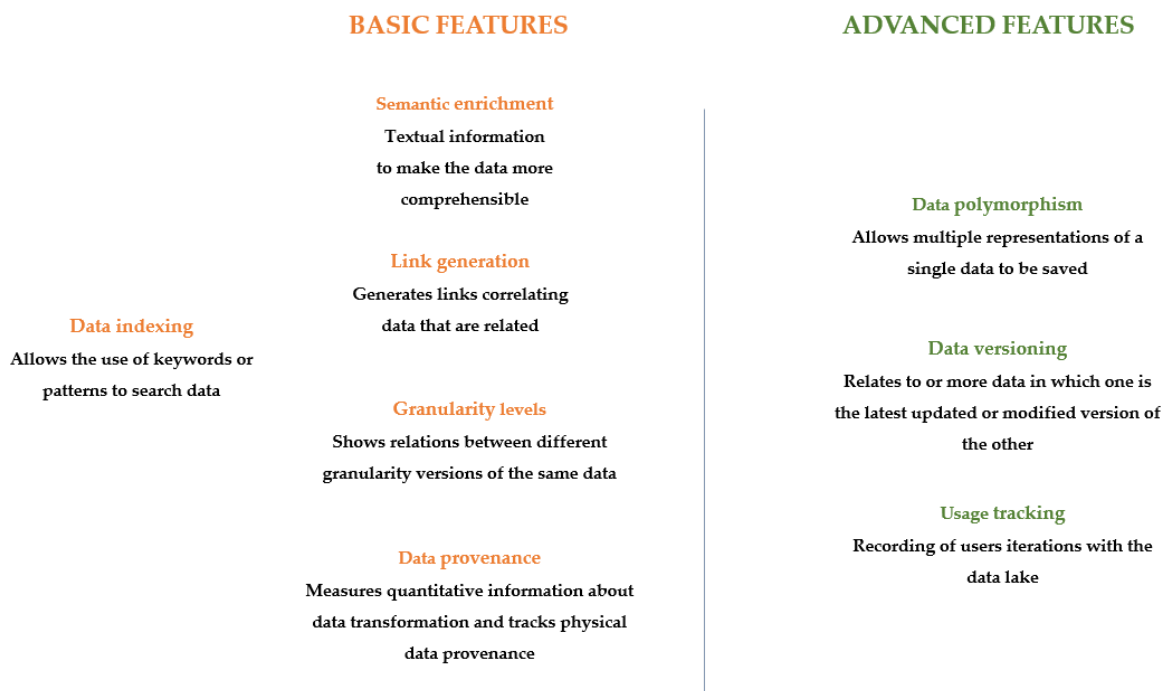 BASIC FEATURES
ADVANCED FEATURES
Data indexing
Allows the use of keywords or
patterns to search data
Semantic enrichment
Textual information
to make the data more
comprehensible
Link generation
Generates links correlating
data that are related
Granularity levels
Shows relations between different
granularity versions of the same data
Data provenance
Measures quantitative information about
data transformation and tracks physical
data provenance
Data polymorphism
Allows multiple representations of a
single data to be saved
Data versioning
Relates to or more data in which one is
the latest updated or modified version of
the other
Usage tracking
Recording of users iterations with the
data lake